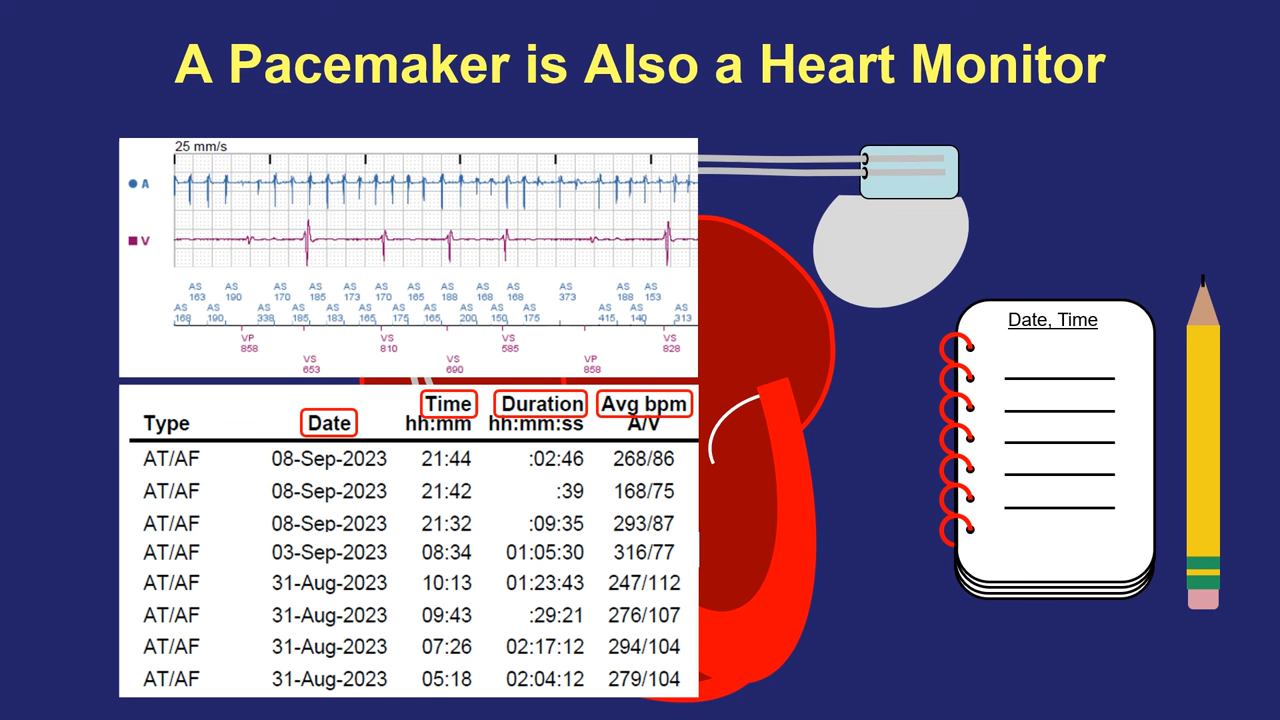 A Pacemaker is Also a Heart Monitor
25 mm/s
A
V
AS AS AS AS AS AS AS AS AS AS AS AS AS
163 190 170 185 173 170 165 188 168 168 373 188 153
AS AS AS AS AS AS AS AS AS AS AS AS AS AS
168 190 338 185 183 165 175 165 200 150 175 415 140 313
VP VS VS VS
858 810 585 828
VS VS VP
653 690 858
Time Duration Avg bpm
Type Date hh:mm hh:mm:ss A/V
AT/AF 08-Sep-2023 21:44 :02:46 268/86
AT/AF 08-Sep-2023 21:42 :39 168/75
AT/AF 08-Sep-2023 21:32 :09:35 293/87
AT/AF 03-Sep-2023 08:34 01:05:30 316/77
AT/AF 31-Aug-2023 10:13 01:23:43 247/112
AT/AF 31-Aug-2023 09:43 :29:21 276/107
AT/AF 31-Aug-2023 07:26 02:17:12 294/104
AT/AF 31-Aug-2023 05:18 02:04:12 279/104
Date, Time